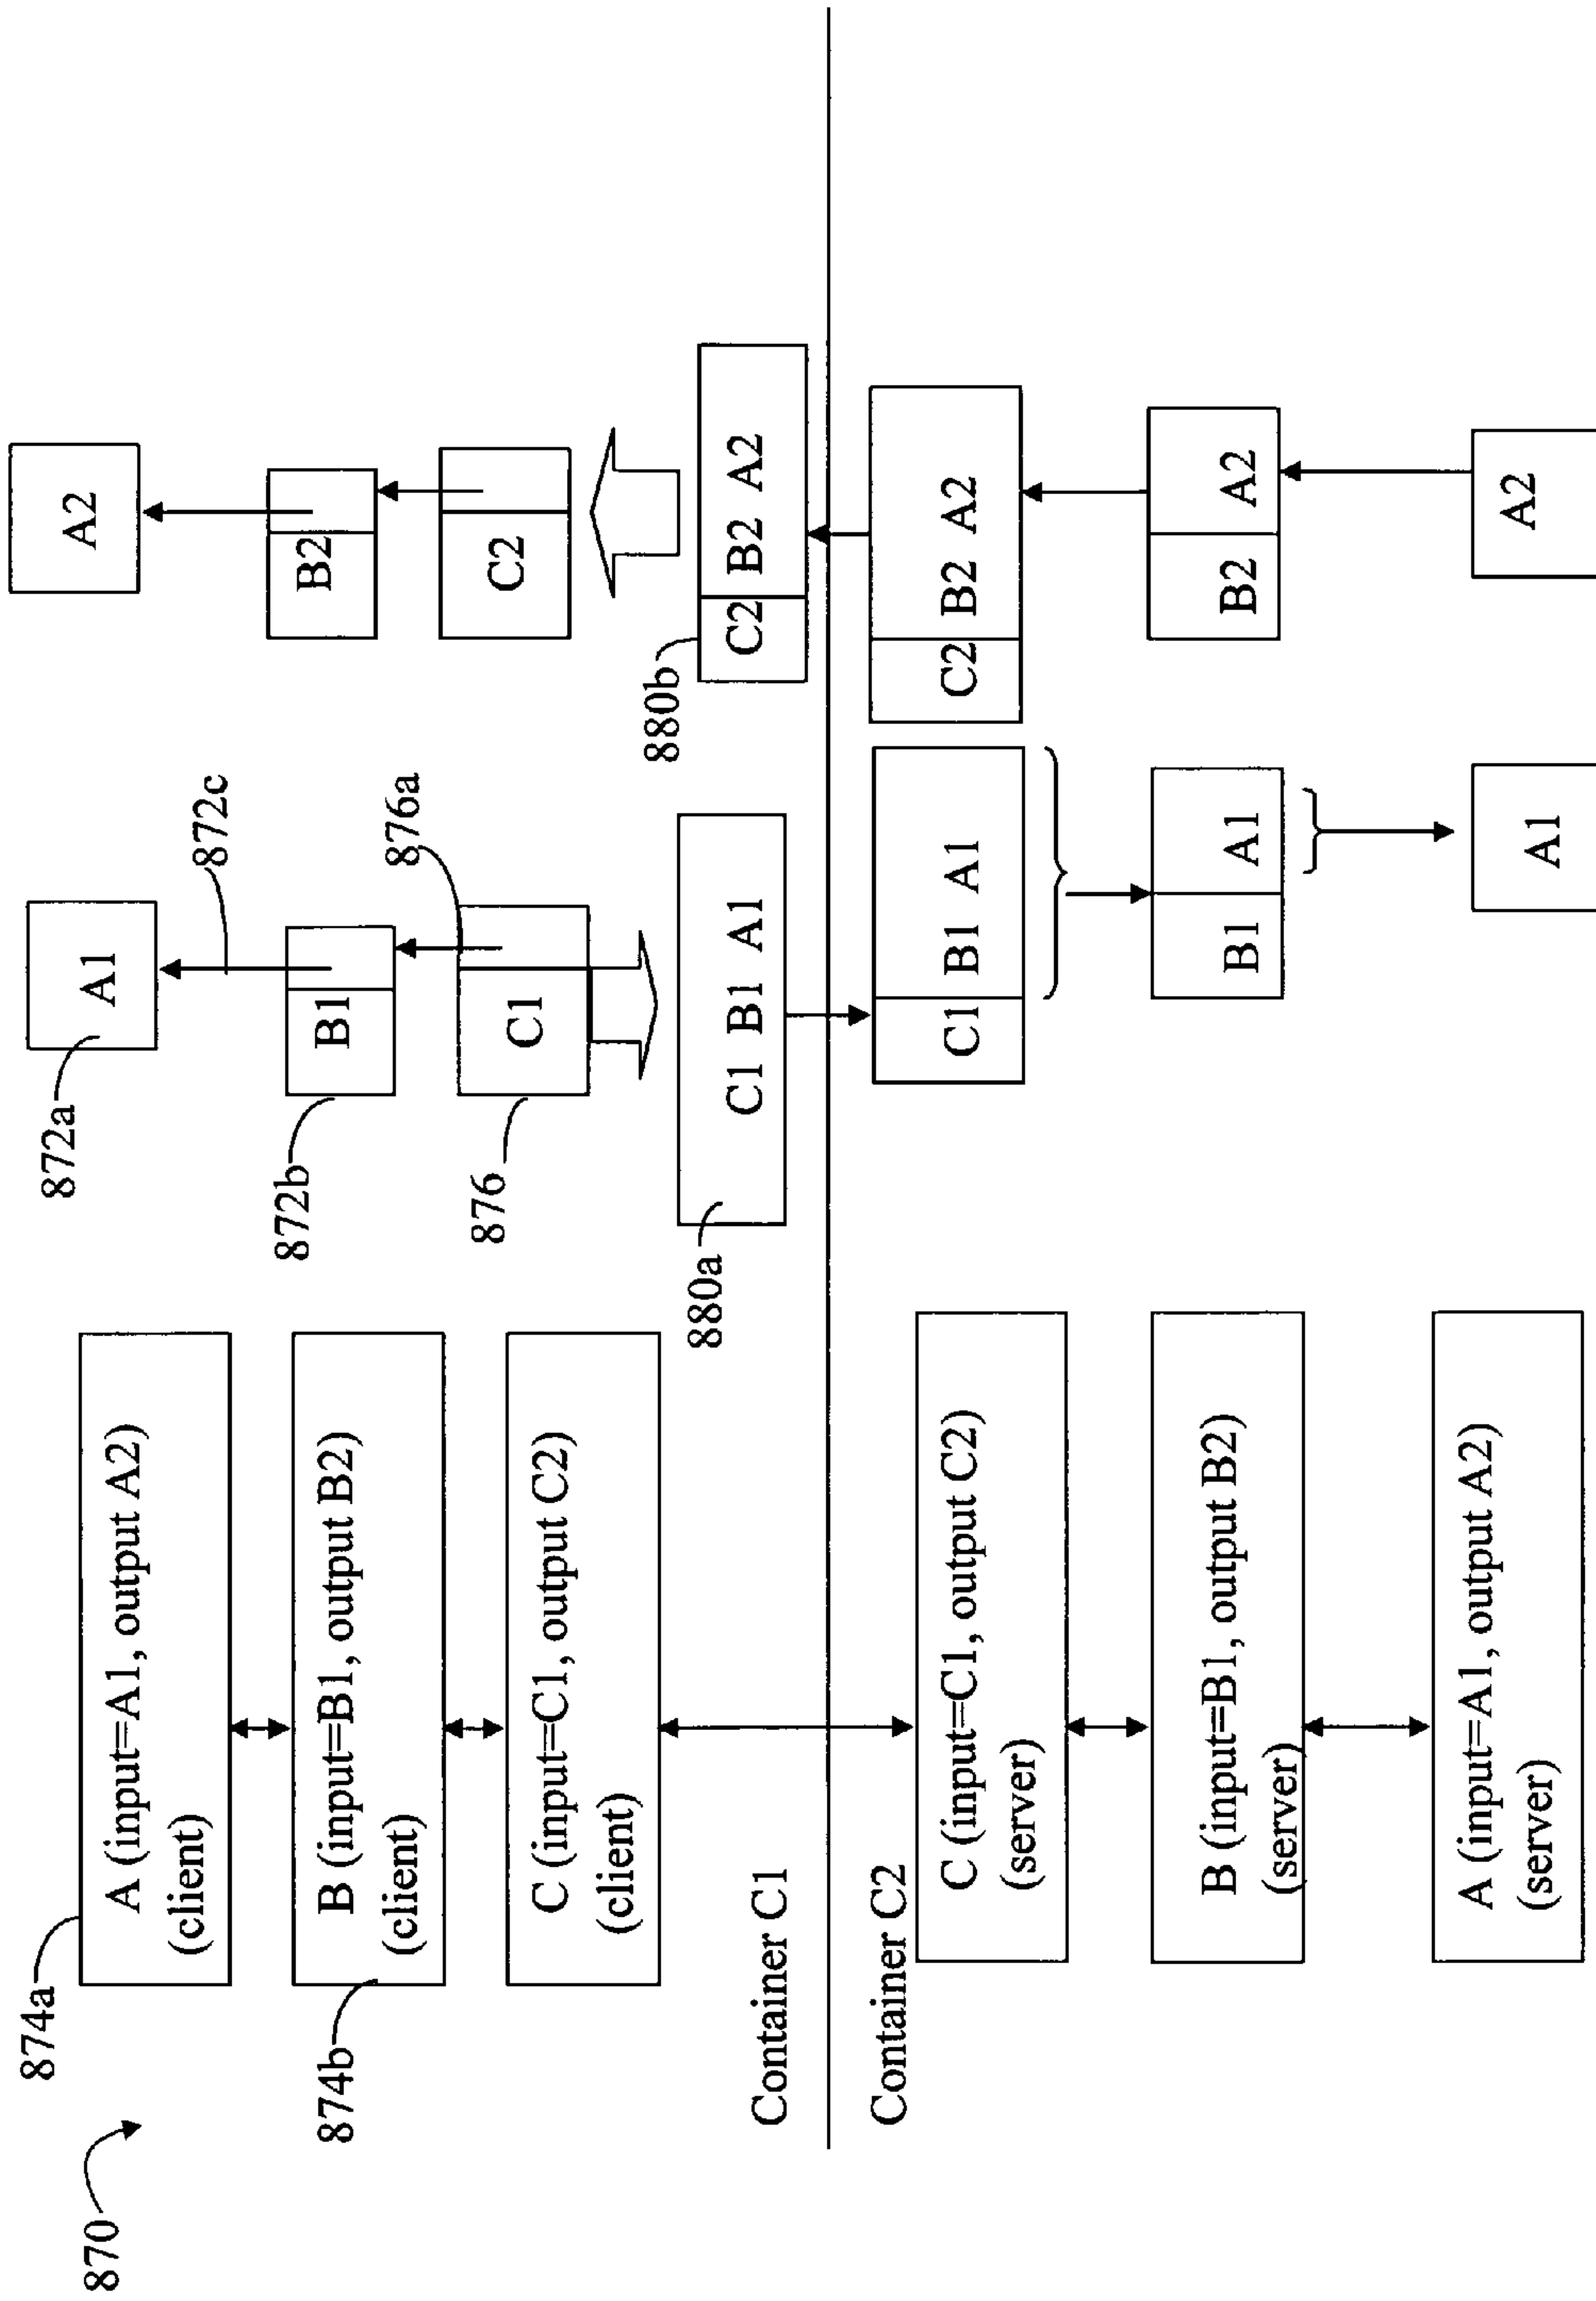 870
874a
A (input=A1, output A2)
(client)
874b
B (input=B1, output B2)
(client)
C (input=C1, output C2)
(client)
Container C1
Container C2
C (input=C1, output C2)
(server)
B (input=B1, output B2)
(server)
A (input=A1, output A2)
(server)
872a
A1
872c
872b
B1
876a
876
C1
880a
C1 B1 A1
C1 B1 A1
B1 A1
A1
A2
B2
C2
880b
C2 B2 A2
C2 B2 A2
B2 A2
A2